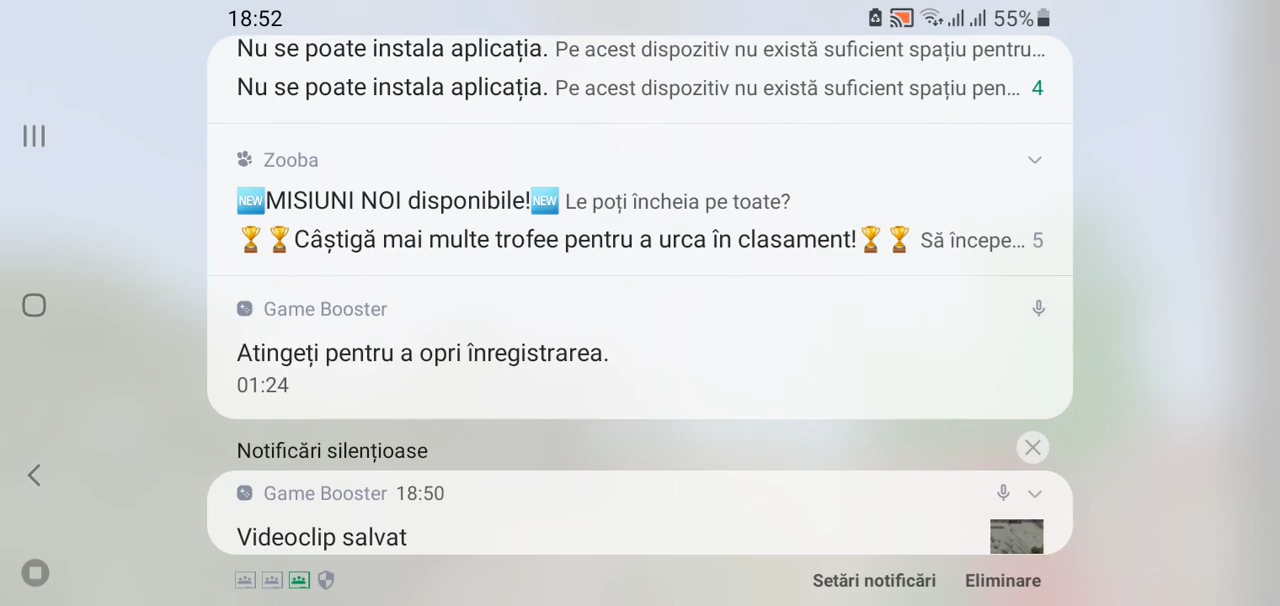 18:52 55%
Nu se poate instala aplicația. Pe acest dispozitiv nu există suficient spațiu pentru...
Nu se poate instala aplicația. Pe acest dispozitiv nu există suficient spațiu pen... 4
Zooba
🆕MISIUNI NOI disponibile!🆕 Le poți încheia pe toate?
🏆🏆Câștigă mai multe trofee pentru a urca în clasament!🏆🏆 Să începe... 5
Game Booster
Atingeți pentru a opri înregistrarea.
01:24
Notificări silențioase
Game Booster 18:50
Videoclip salvat
Setări notificări Eliminare